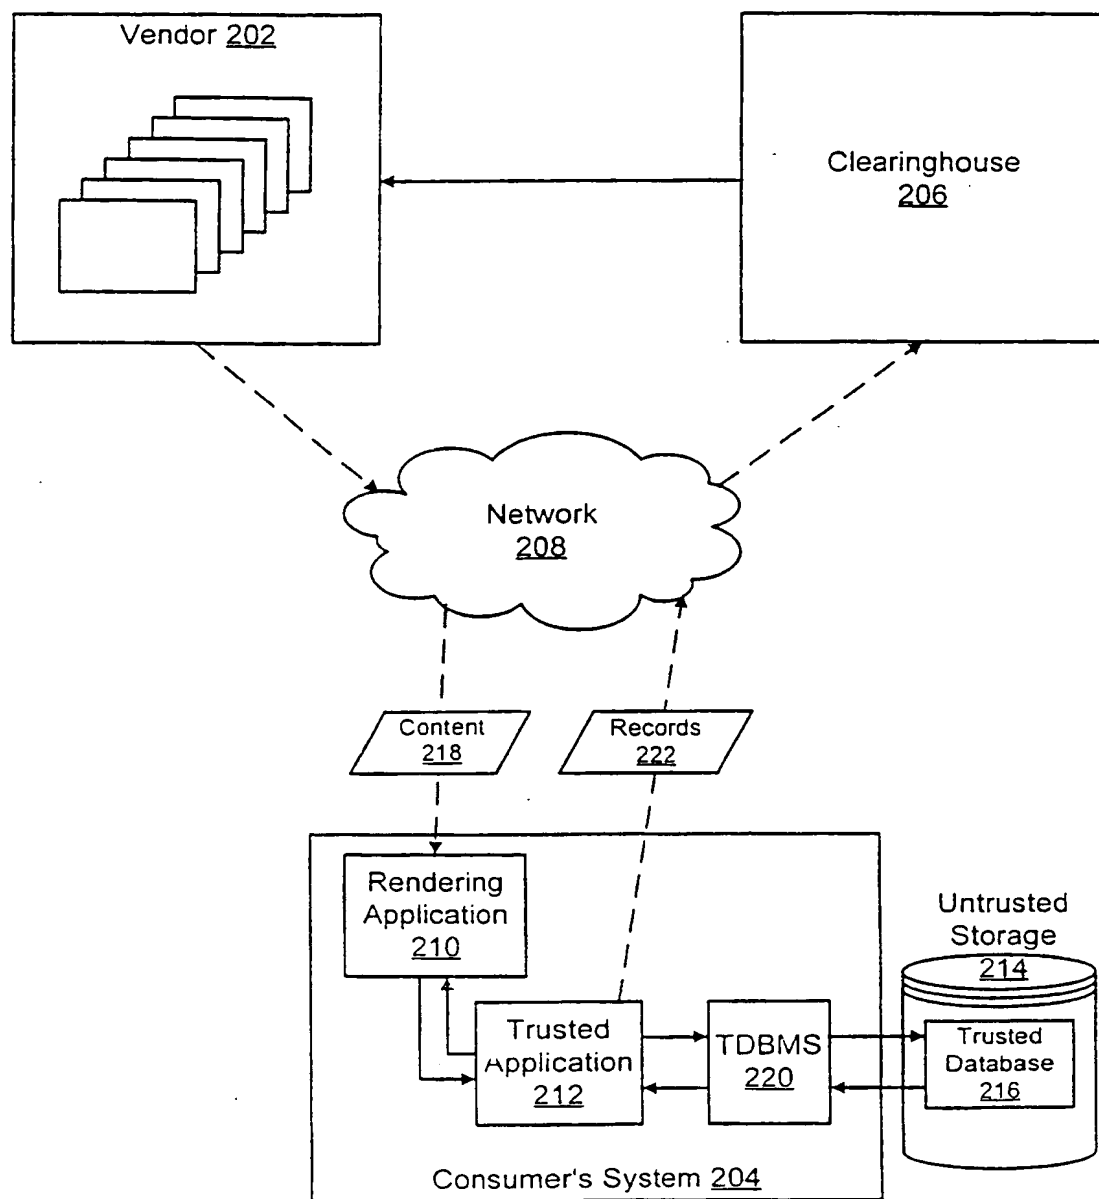 Vendor 202
Clearinghouse
206
Network
208
Content
218
Records
222
Rendering
Application
210
Untrusted
Storage
214
Trusted
Application
212
TDBMS
220
Trusted
Database
216
Consumer's System 204